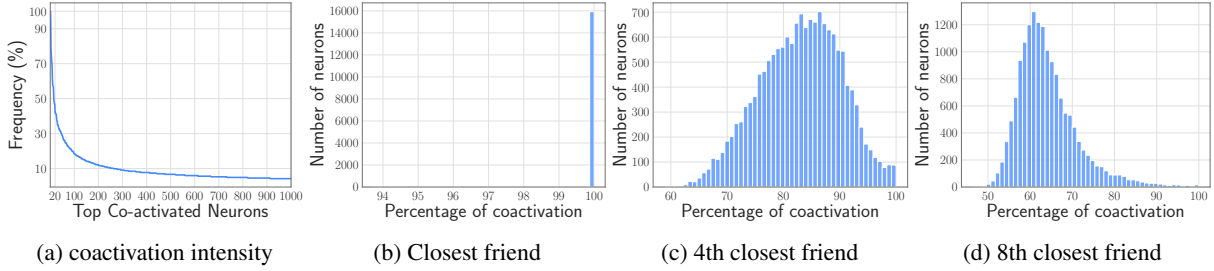 Frequency (%)
100
90
70
50
30
10
20 100 200 300 400 500 600 700 800 900 1000
Top Co-activated Neurons
(a) coactivation intensity
Number of neurons
16000
14000
12000
10000
8000
6000
4000
2000
0
94 95 96 97 98 99 100
Percentage of coactivation
(b) Closest friend
Number of neurons
700
600
500
400
300
200
100
0
60 70 80 90 100
Percentage of coactivation
(c) 4th closest friend
Number of neurons
1200
1000
800
600
400
200
0
50 60 70 80 90 100
Percentage of coactivation
(d) 8th closest friend